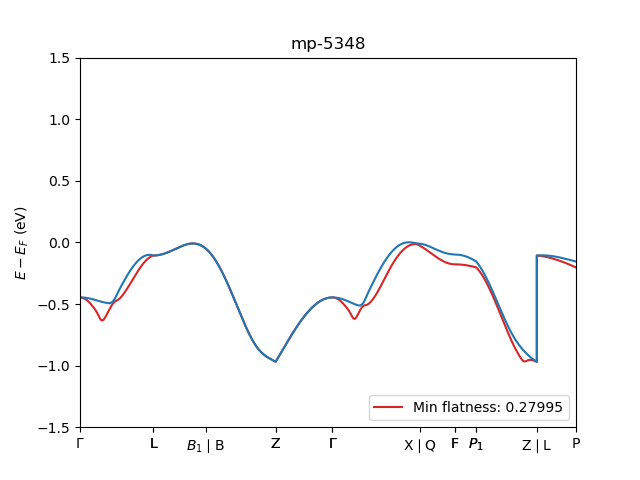 mp-5348
E − E_F (eV)
1.5
1.0
0.5
0.0
−0.5
−1.0
−1.5
Min flatness: 0.27995
Γ L B₁ | B Z Γ X | Q F P₁ Z | L P